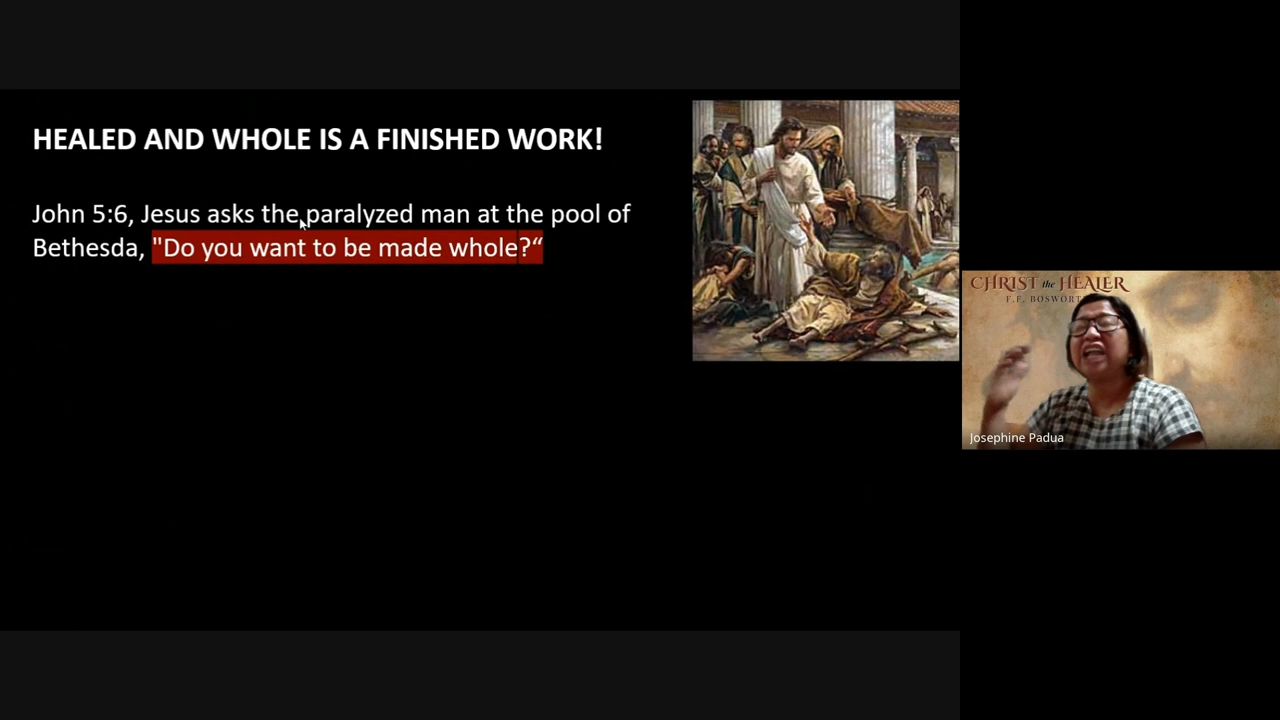 HEALED AND WHOLE IS A FINISHED WORK!
John 5:6, Jesus asks the paralyzed man at the pool of
Bethesda, "Do you want to be made whole?“
CHRIST the HEALER
F.F. BOSWORT
Josephine Padua